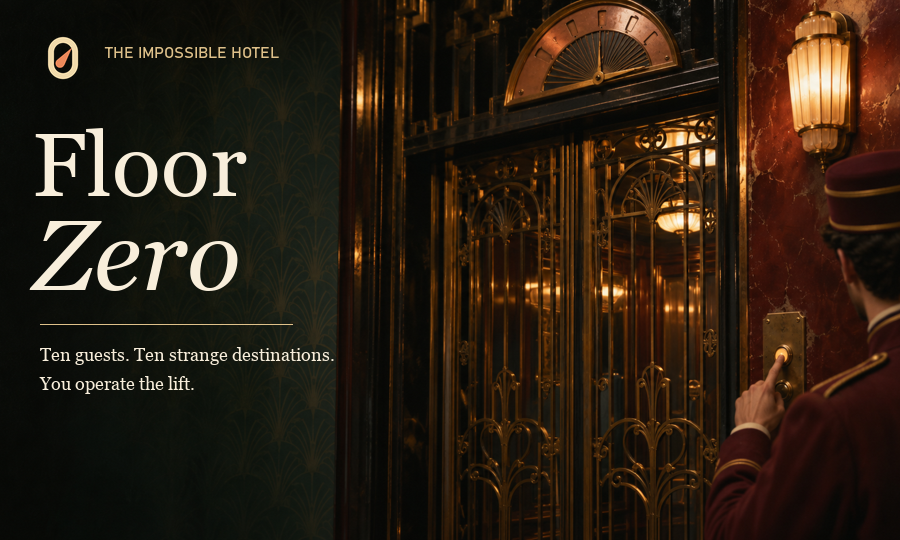 THE IMPOSSIBLE HOTEL
Floor
Zero
Ten guests. Ten strange destinations.
You operate the lift.